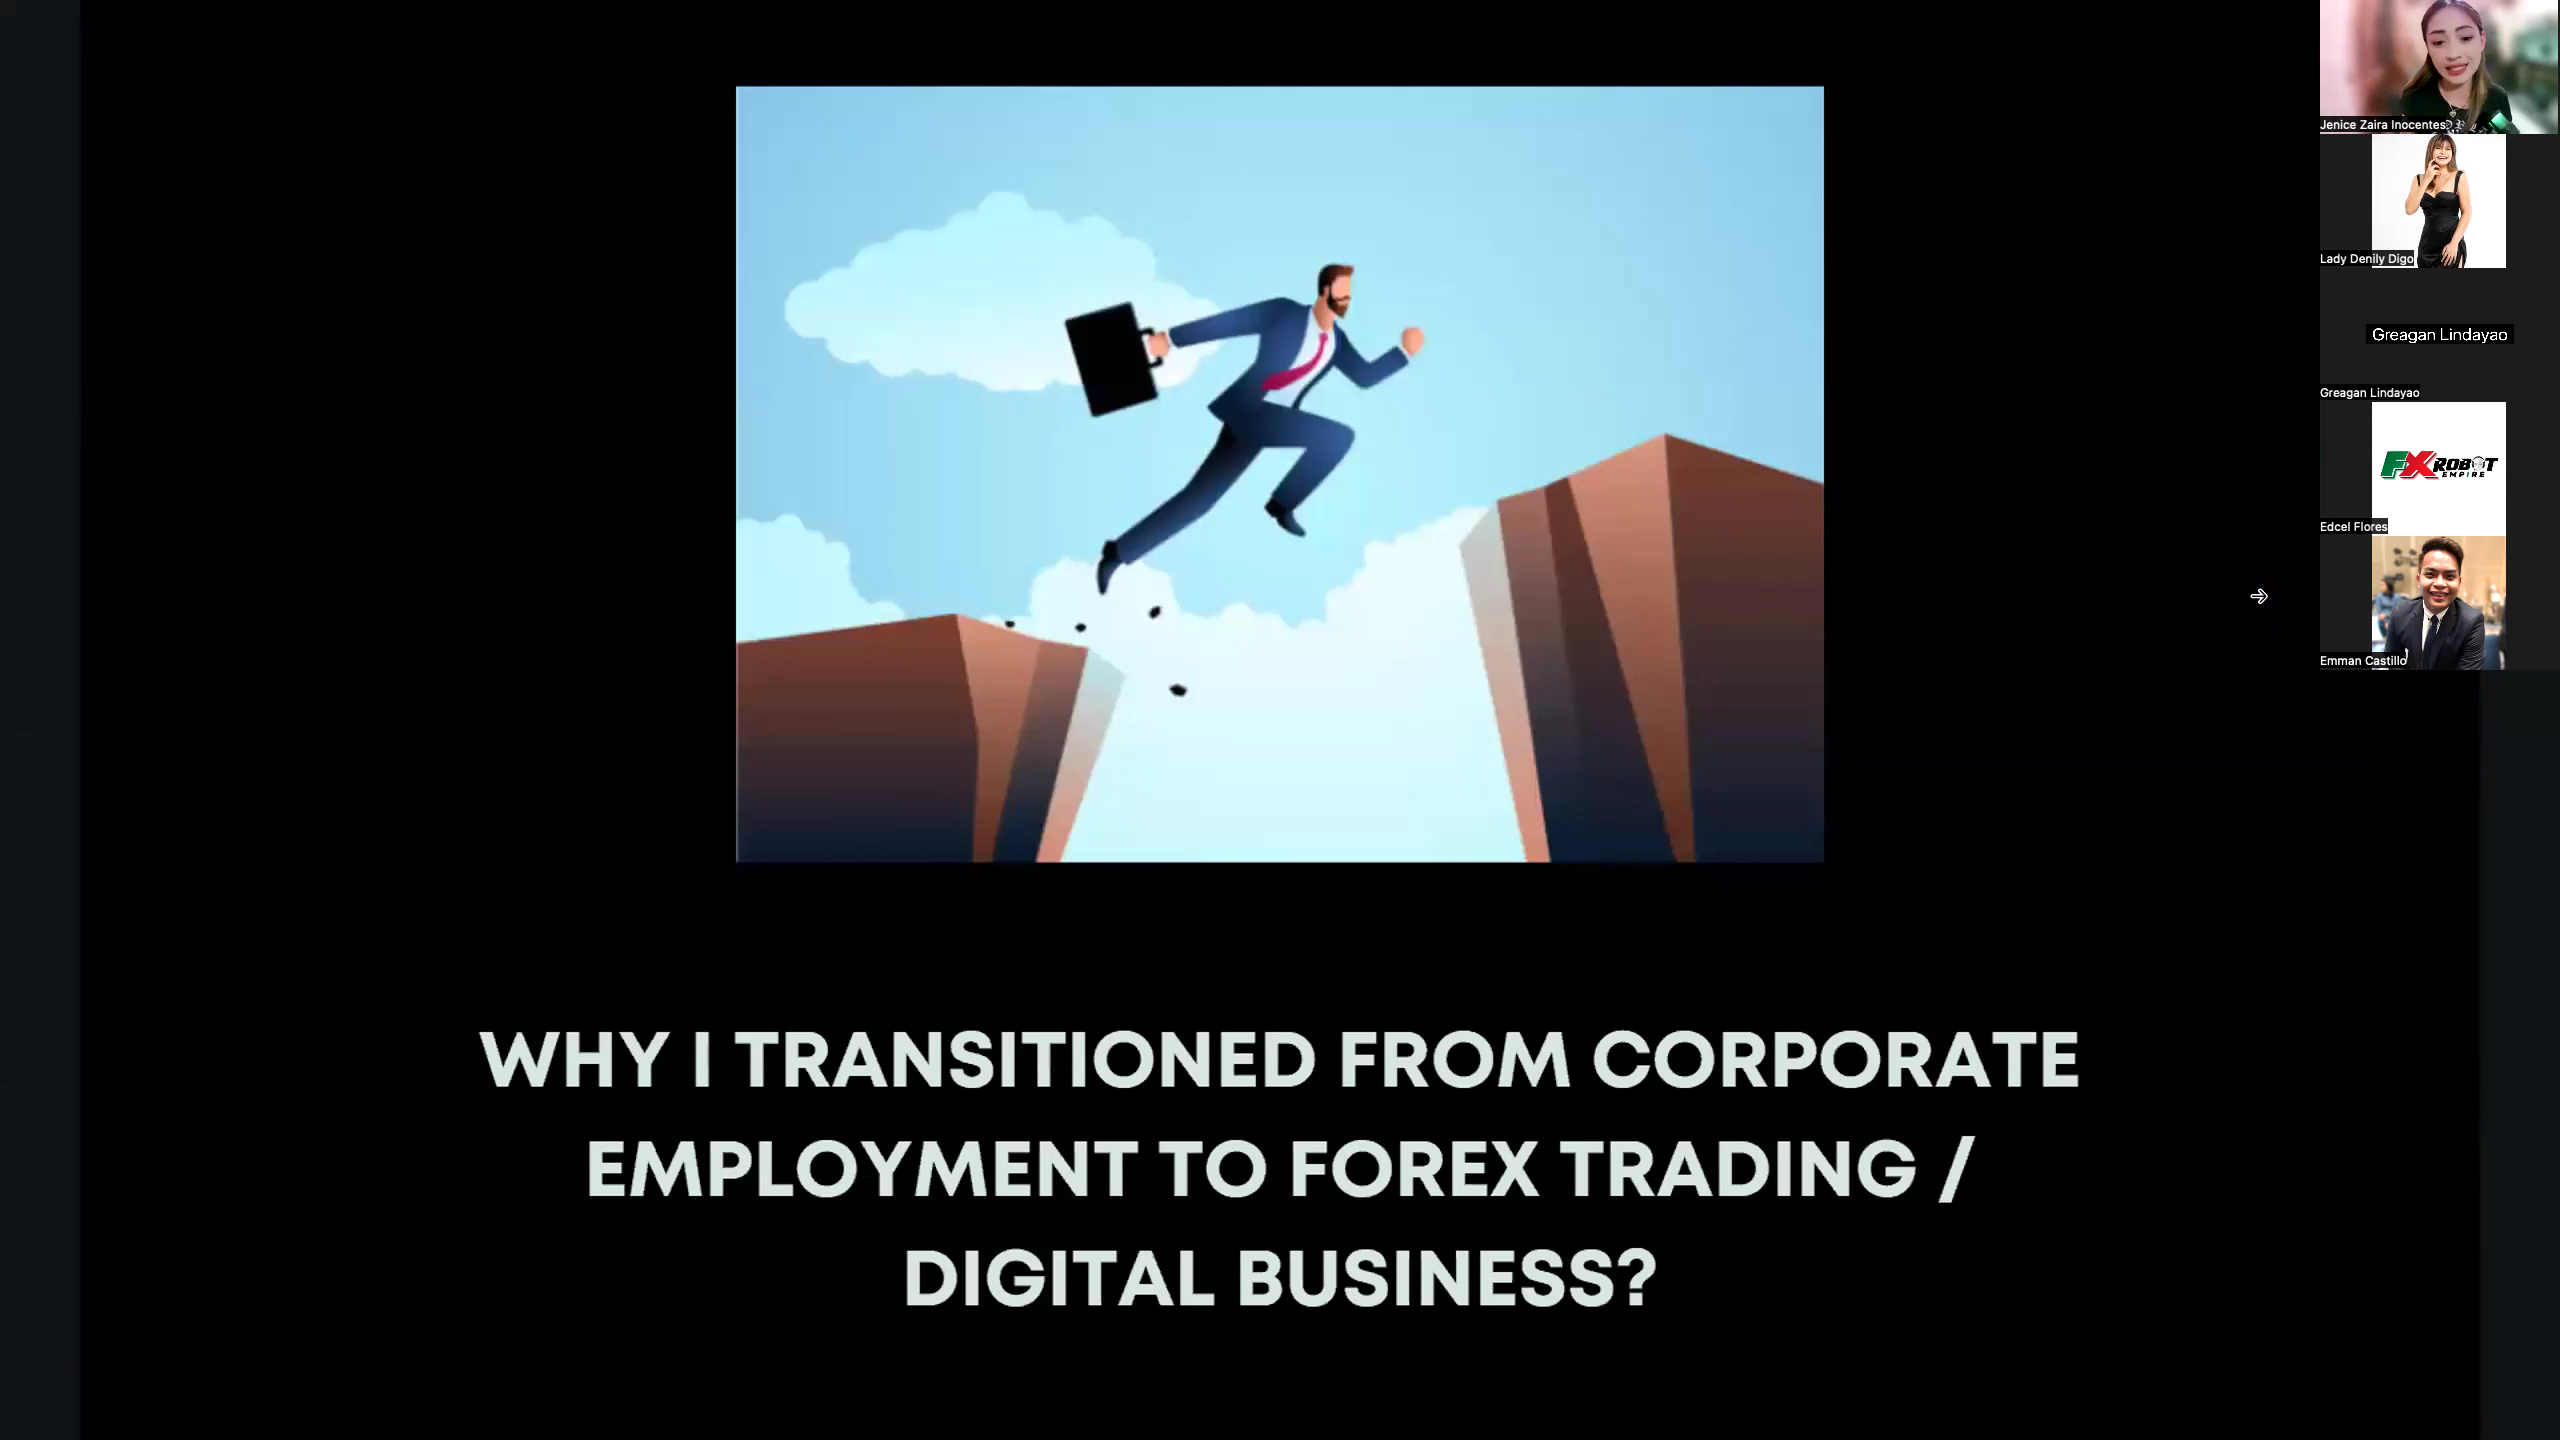 WHY I TRANSITIONED FROM CORPORATE
EMPLOYMENT TO FOREX TRADING /
DIGITAL BUSINESS?
Jenice Zaira Inocentes
Lady Denily Digo
Greagan Lindayao
Greagan Lindayao
FX ROBOT
EMPIRE
Edcel Flores
Emman Castillo